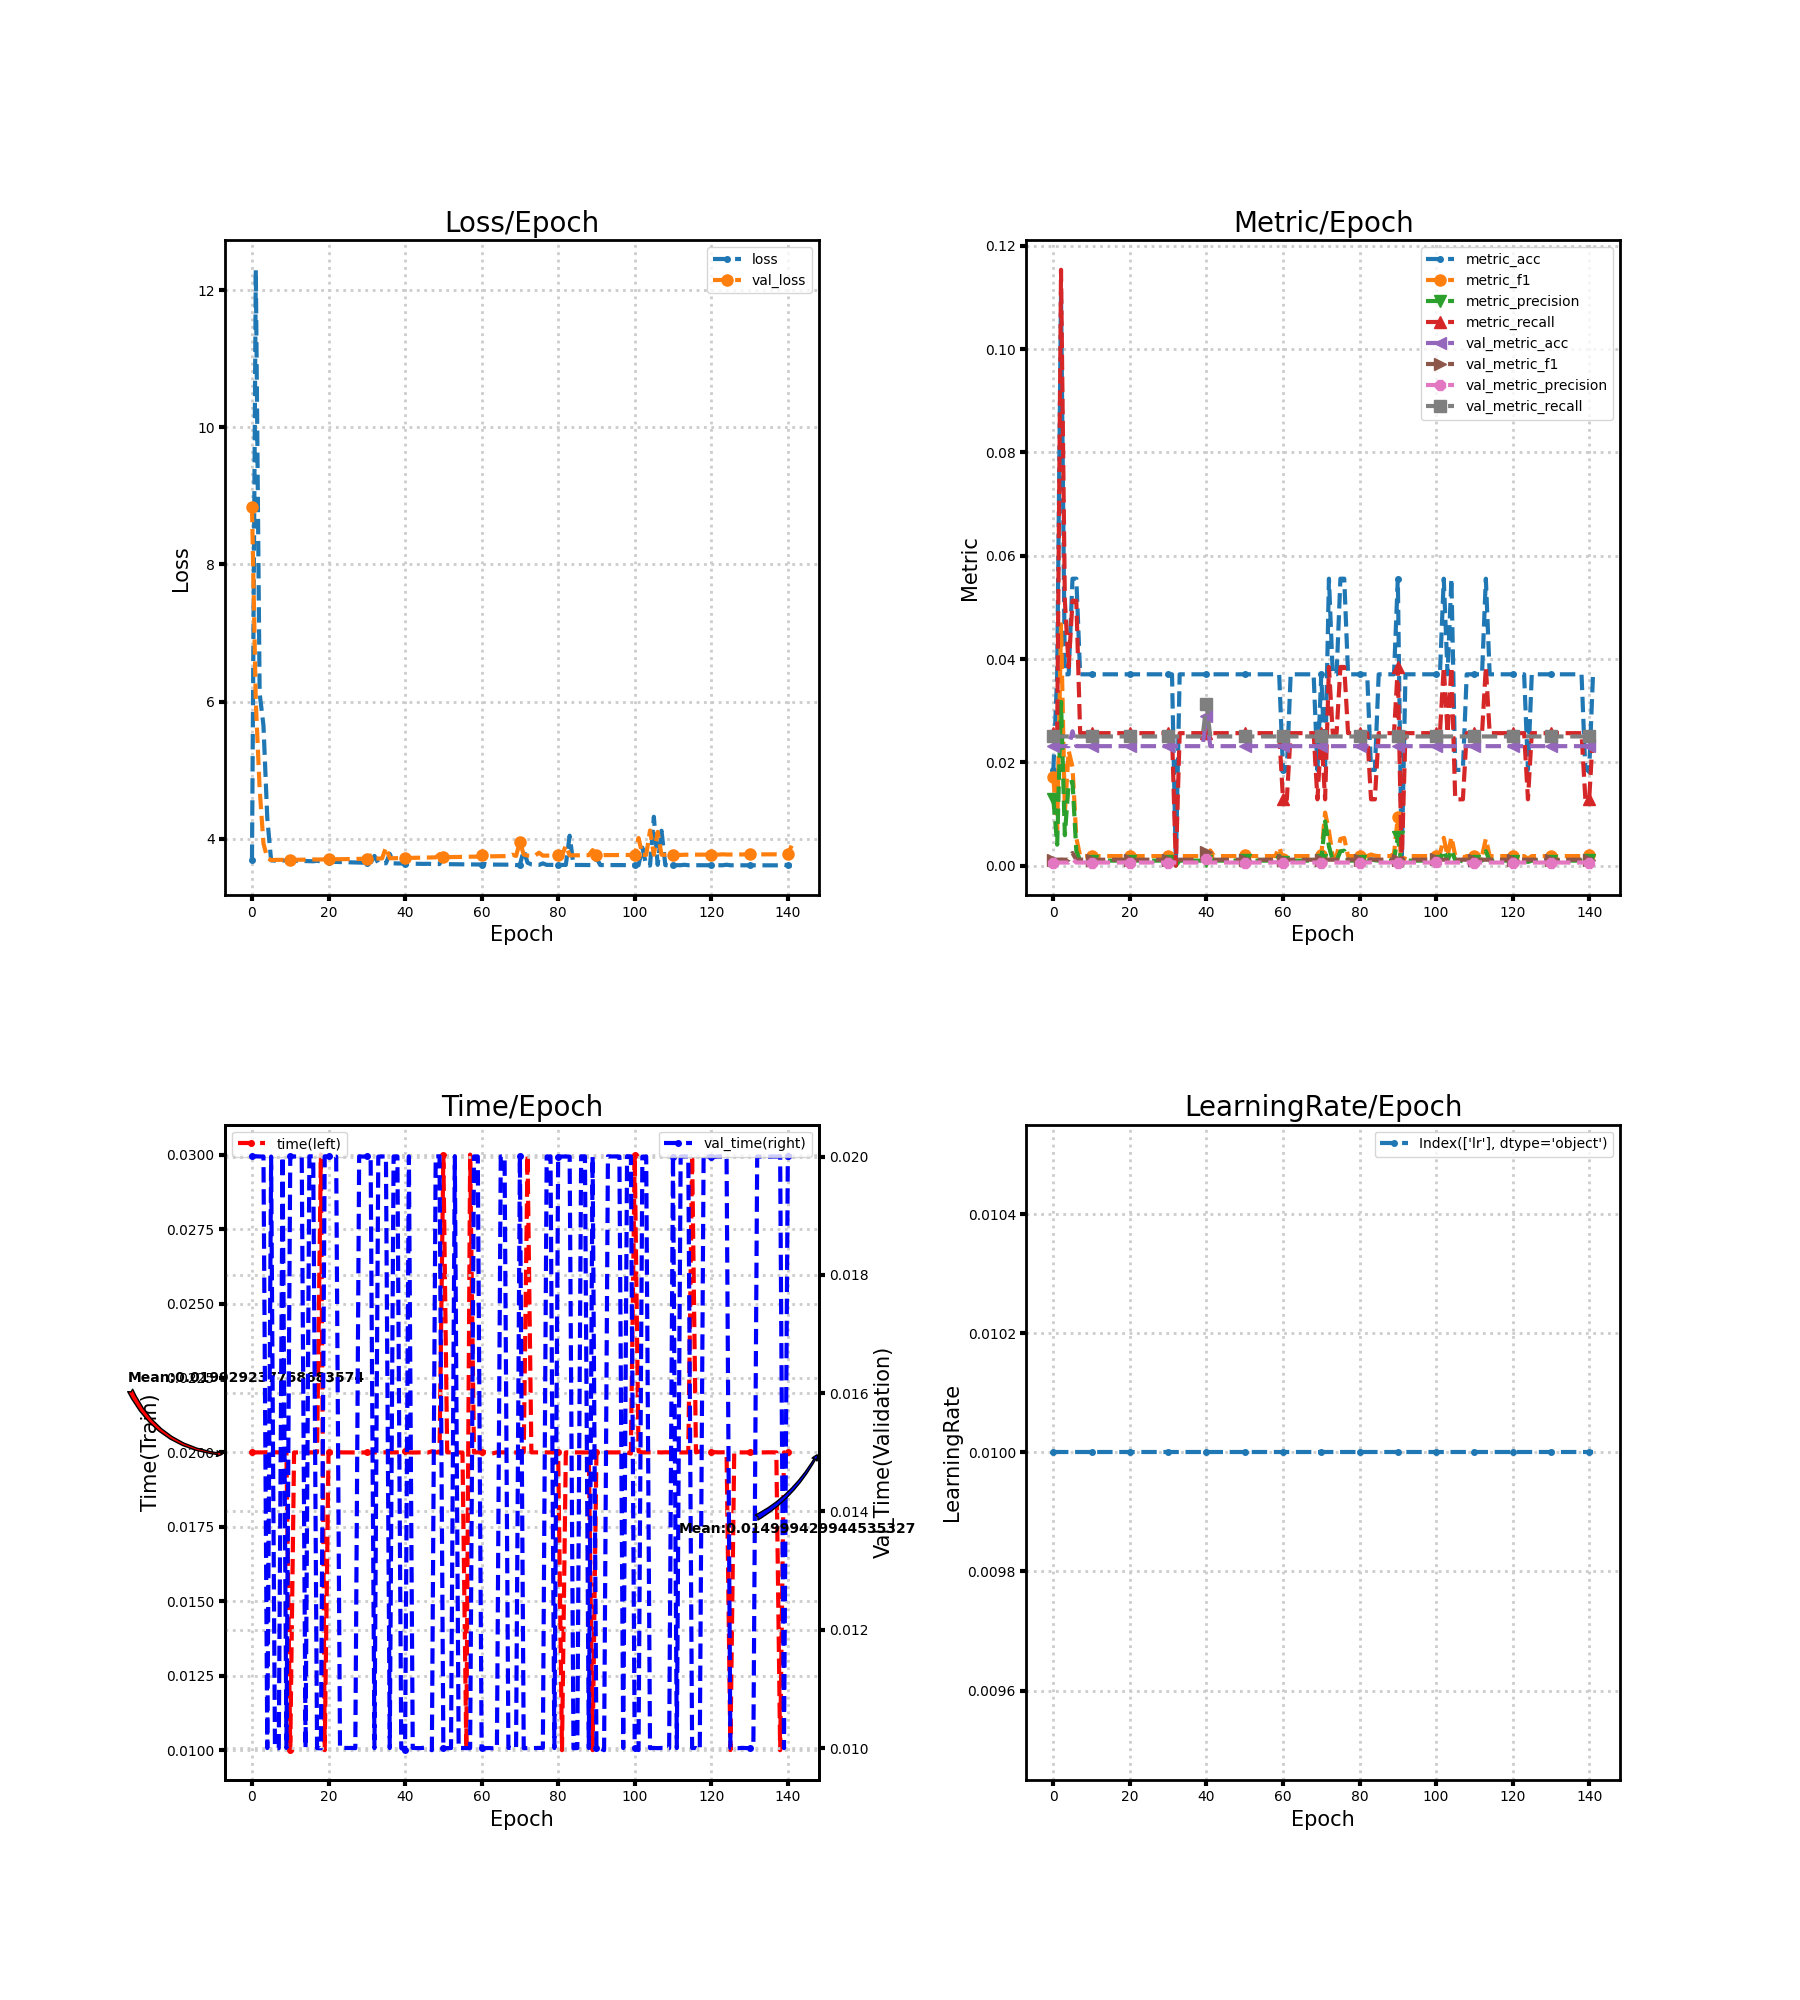 Loss/Epoch
loss
val_loss
12
10
8
6
4
Loss
0
20
40
60
80
100
120
140
Epoch
Metric/Epoch
metric_acc
metric_f1
metric_precision
metric_recall
val_metric_acc
val_metric_f1
val_metric_precision
val_metric_recall
0.12
0.10
0.08
0.06
0.04
0.02
0.00
Metric
0
20
40
60
80
100
120
140
Epoch
Time/Epoch
time(left)
val_time(right)
0.0300
0.0275
0.0250
0.0225
0.0200
0.0175
0.0150
0.0125
0.0100
Time(Train)
0.020
0.018
0.016
0.014
0.012
0.010
Val_Time(Validation)
Mean:0.014999429944535327
0
20
40
60
80
100
120
140
Epoch
LearningRate/Epoch
Index(['lr'], dtype='object')
0.0104
0.0102
0.0100
0.0098
0.0096
LearningRate
0
20
40
60
80
100
120
140
Epoch